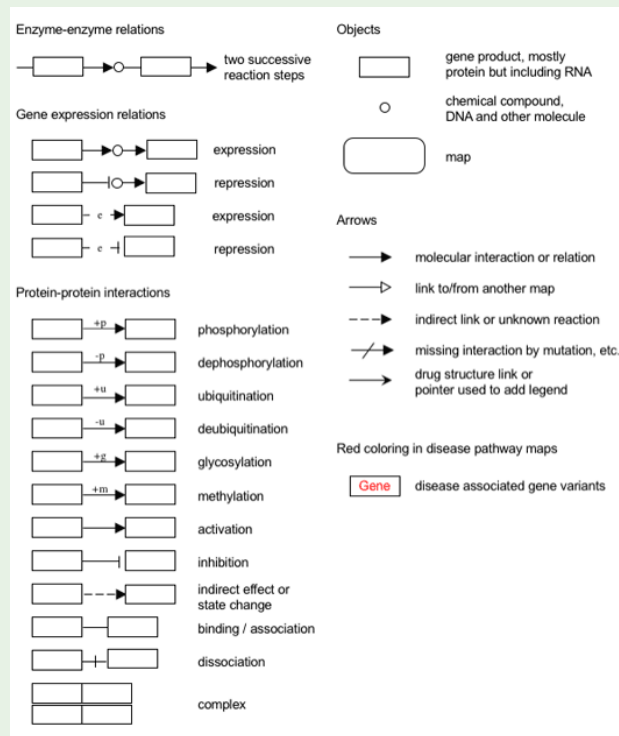 Enzyme-enzyme relations
two successive
reaction steps
Gene expression relations
expression
repression
e
expression
e
repression
Protein-protein interactions
+p
phosphorylation
-p
dephosphorylation
+u
ubiquitination
-u
deubiquitination
+g
glycosylation
+m
methylation
activation
inhibition
indirect effect or
state change
binding / association
dissociation
complex
Objects
gene product, mostly
protein but including RNA
chemical compound,
DNA and other molecule
map
Arrows
molecular interaction or relation
link to/from another map
indirect link or unknown reaction
missing interaction by mutation, etc.
drug structure link or
pointer used to add legend
Red coloring in disease pathway maps
Gene
disease associated gene variants